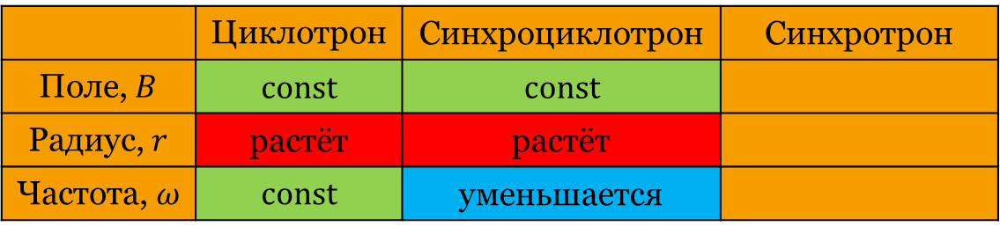 Циклотрон Синхроциклотрон Синхротрон
Поле, B const const
Радиус, r растёт растёт
Частота, ω const уменьшается